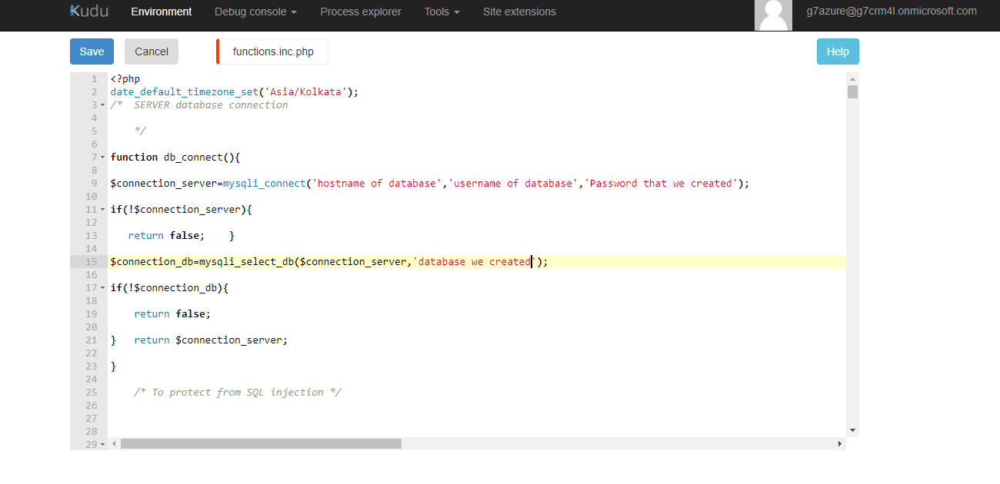 Kudu Environment Debug console Process explorer Tools Site extensions g7azure@g7crm4l.onmicrosoft.com
Save Cancel functions.inc.php Help
1 <?php
2 date_default_timezone_set('Asia/Kolkata');
3 /*  SERVER database connection
4
5     */
6
7 function db_connect(){
8
9 $connection_server=mysqli_connect('hostname of database','username of database','Password that we created');
10
11 if(!$connection_server){
12
13    return false;    }
14
15 $connection_db=mysqli_select_db($connection_server,'database we created');
16
17 if(!$connection_db){
18
19     return false;
20
21 }   return $connection_server;
22
23 }
24
25     /* To protect from SQL injection */
26
27
28
29